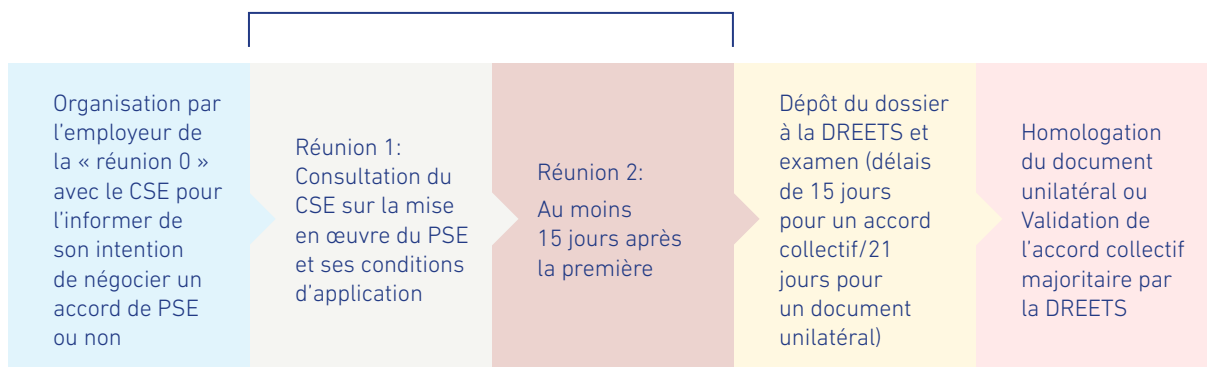 Organisation par
l’employeur de
la « réunion 0 »
avec le CSE pour
l’informer de
son intention
de négocier un
accord de PSE
ou non
Réunion 1:
Consultation du
CSE sur la mise
en œuvre du PSE
et ses conditions
d’application
Réunion 2:
Au moins
15 jours après
la première
Dépôt du dossier
à la DREETS et
examen (délais
de 15 jours
pour un accord
collectif/21
jours pour
un document
unilatéral)
Homologation
du document
unilatéral ou
Validation de
l’accord collectif
majoritaire par
la DREETS